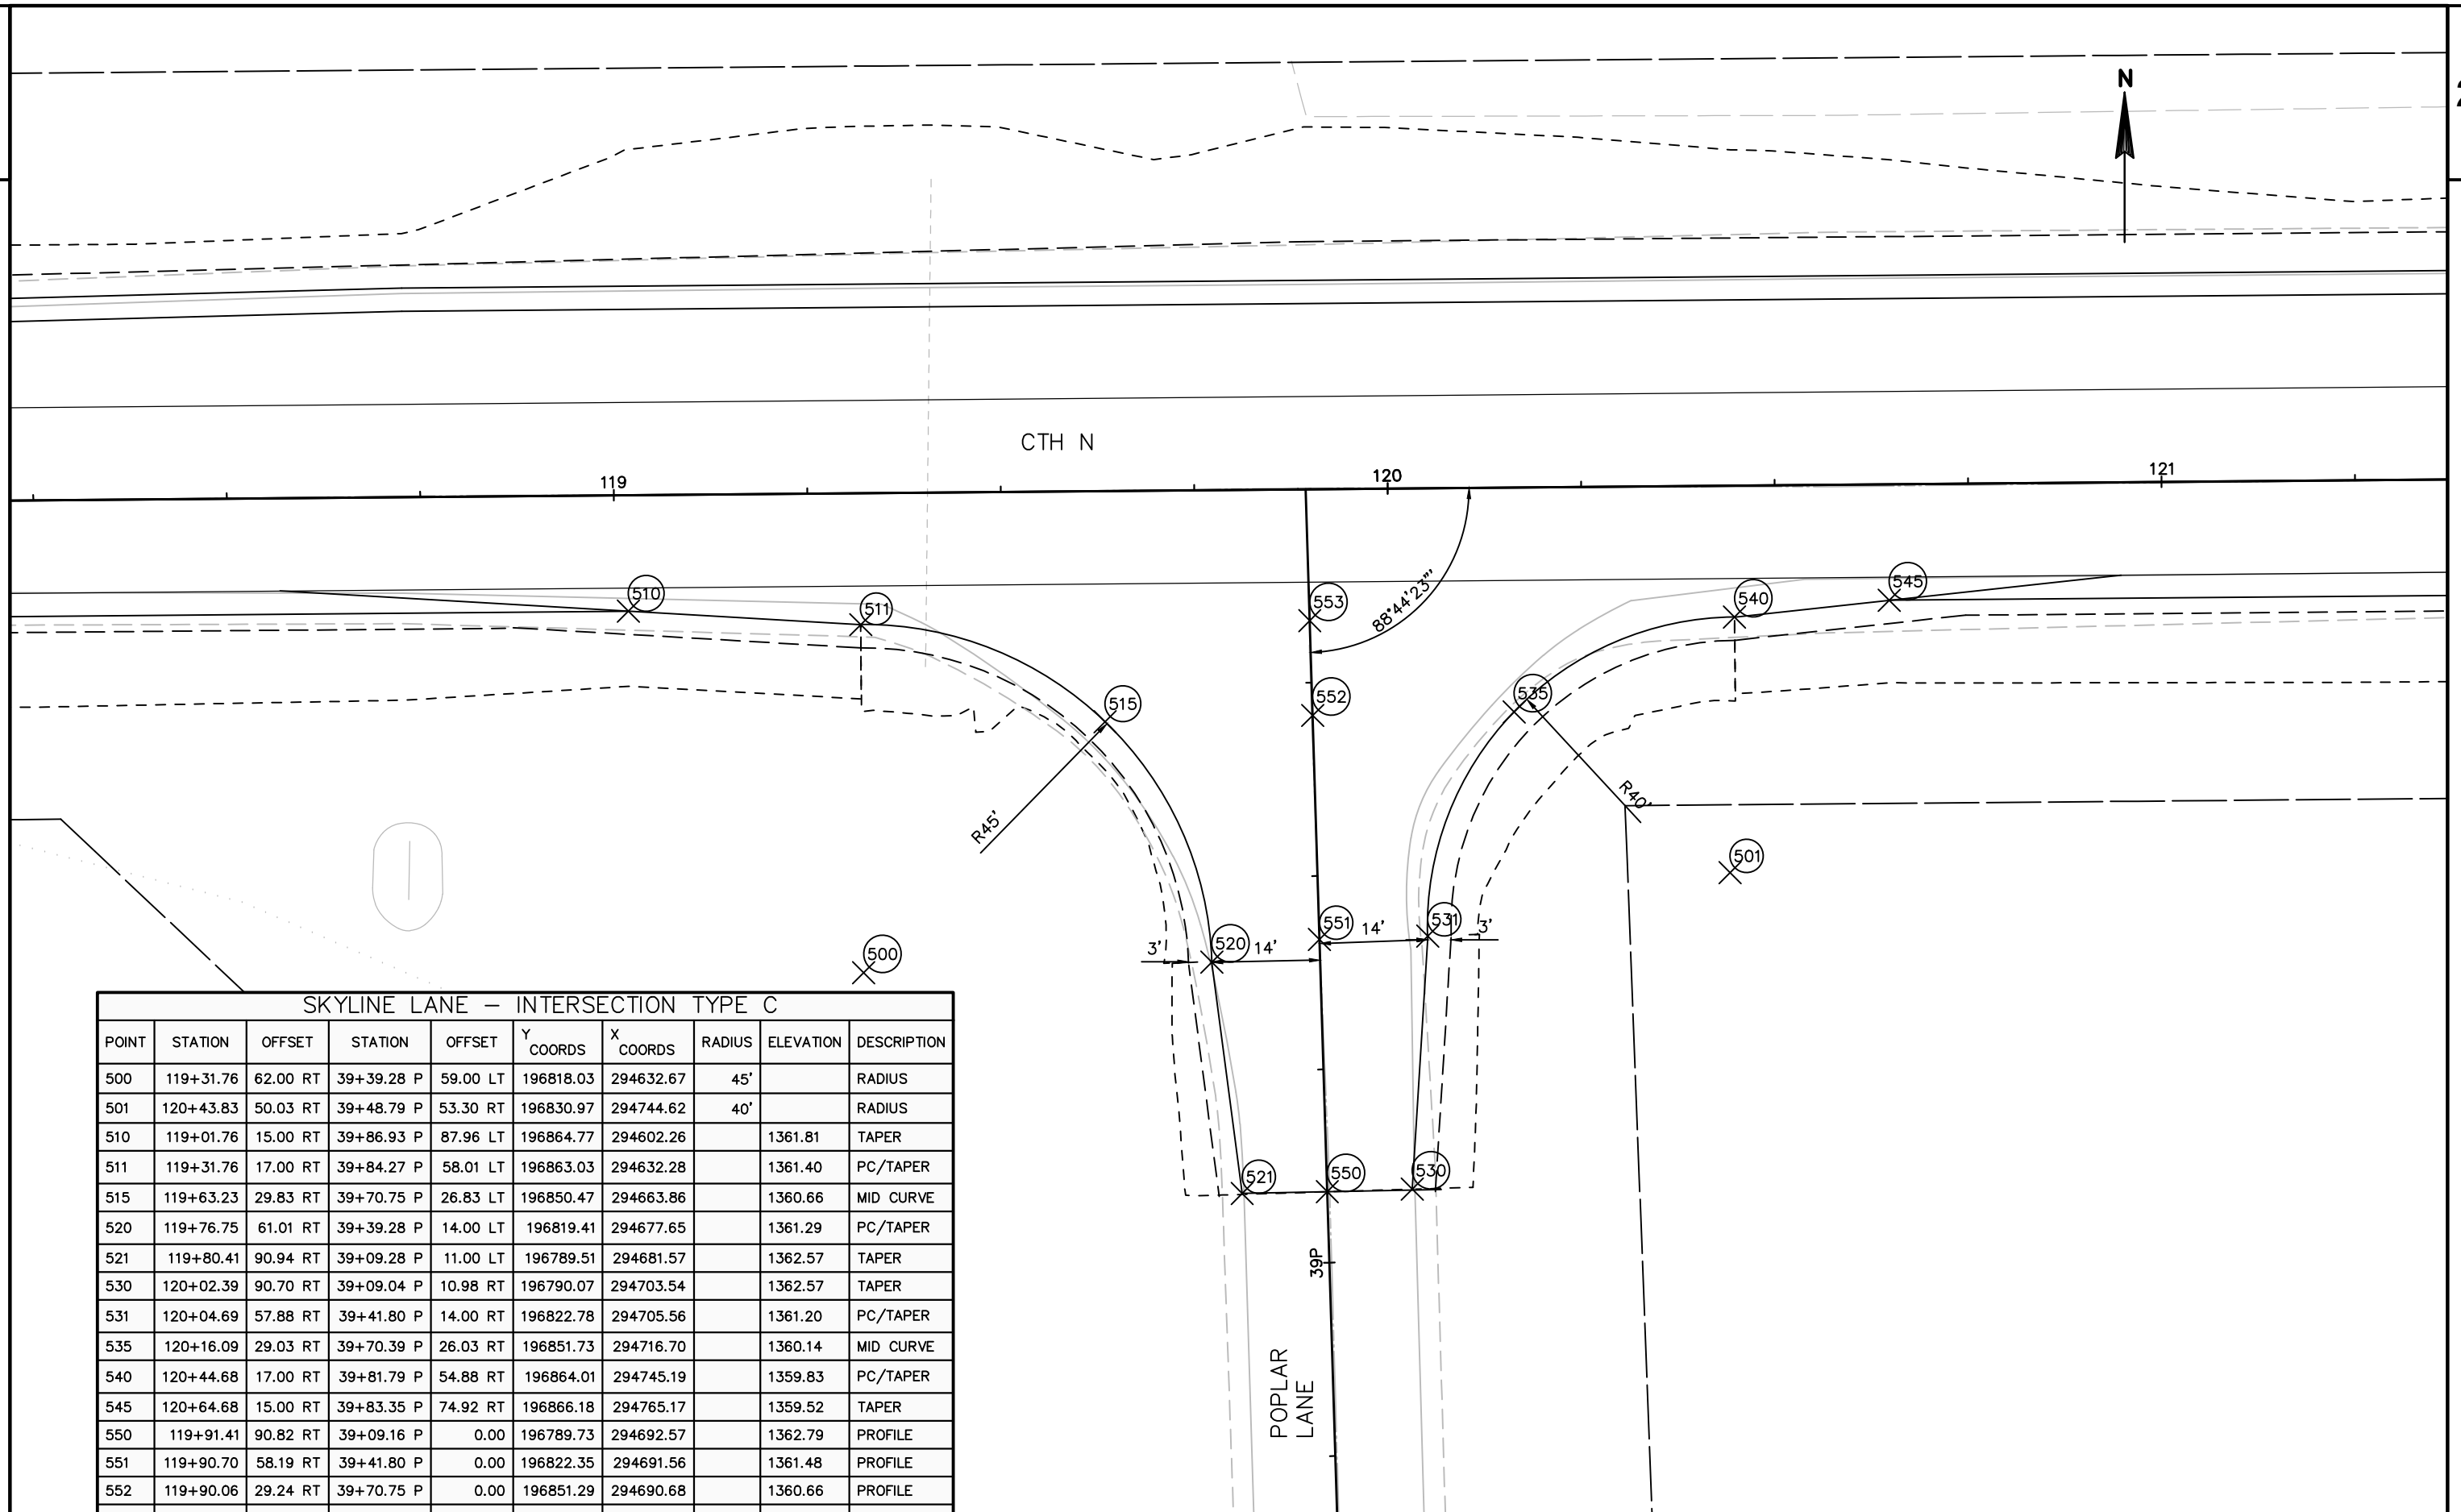 N
CTH N
119
120
121
510
511
515
520
521
500
553
552
551
550
530
531
535
540
545
501
88°44'23"'
R45'
R40'
3'
14'
14'
3'
39P
POPLAR
LANE
SKYLINE LANE – INTERSECTION TYPE C
POINT STATION OFFSET STATION OFFSET Y COORDS X COORDS RADIUS ELEVATION DESCRIPTION
500 119+31.76 62.00 RT 39+39.28 P 59.00 LT 196818.03 294632.67 45' RADIUS
501 120+43.83 50.03 RT 39+48.79 P 53.30 RT 196830.97 294744.62 40' RADIUS
510 119+01.76 15.00 RT 39+86.93 P 87.96 LT 196864.77 294602.26 1361.81 TAPER
511 119+31.76 17.00 RT 39+84.27 P 58.01 LT 196863.03 294632.28 1361.40 PC/TAPER
515 119+63.23 29.83 RT 39+70.75 P 26.83 LT 196850.47 294663.86 1360.66 MID CURVE
520 119+76.75 61.01 RT 39+39.28 P 14.00 LT 196819.41 294677.65 1361.29 PC/TAPER
521 119+80.41 90.94 RT 39+09.28 P 11.00 LT 196789.51 294681.57 1362.57 TAPER
530 120+02.39 90.70 RT 39+09.04 P 10.98 RT 196790.07 294703.54 1362.57 TAPER
531 120+04.69 57.88 RT 39+41.80 P 14.00 RT 196822.78 294705.56 1361.20 PC/TAPER
535 120+16.09 29.03 RT 39+70.39 P 26.03 RT 196851.73 294716.70 1360.14 MID CURVE
540 120+44.68 17.00 RT 39+81.79 P 54.88 RT 196864.01 294745.19 1359.83 PC/TAPER
545 120+64.68 15.00 RT 39+83.35 P 74.92 RT 196866.18 294765.17 1359.52 TAPER
550 119+91.41 90.82 RT 39+09.16 P 0.00 196789.73 294692.57 1362.79 PROFILE
551 119+90.70 58.19 RT 39+41.80 P 0.00 196822.35 294691.56 1361.48 PROFILE
552 119+90.06 29.24 RT 39+70.75 P 0.00 196851.29 294690.68 1360.66 PROFILE